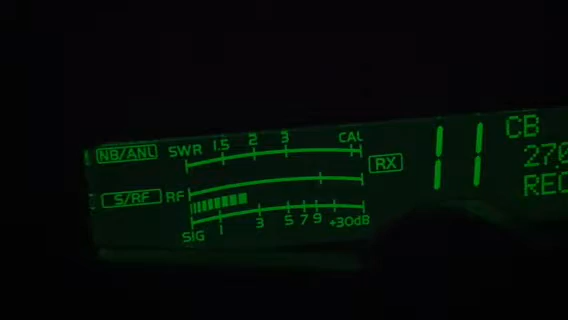 NB/ANL SWR 1.5 2 3 CAL RX
S/RF RF
SIG 1 3 5 7 9 +30dB
11
CB
270
REC